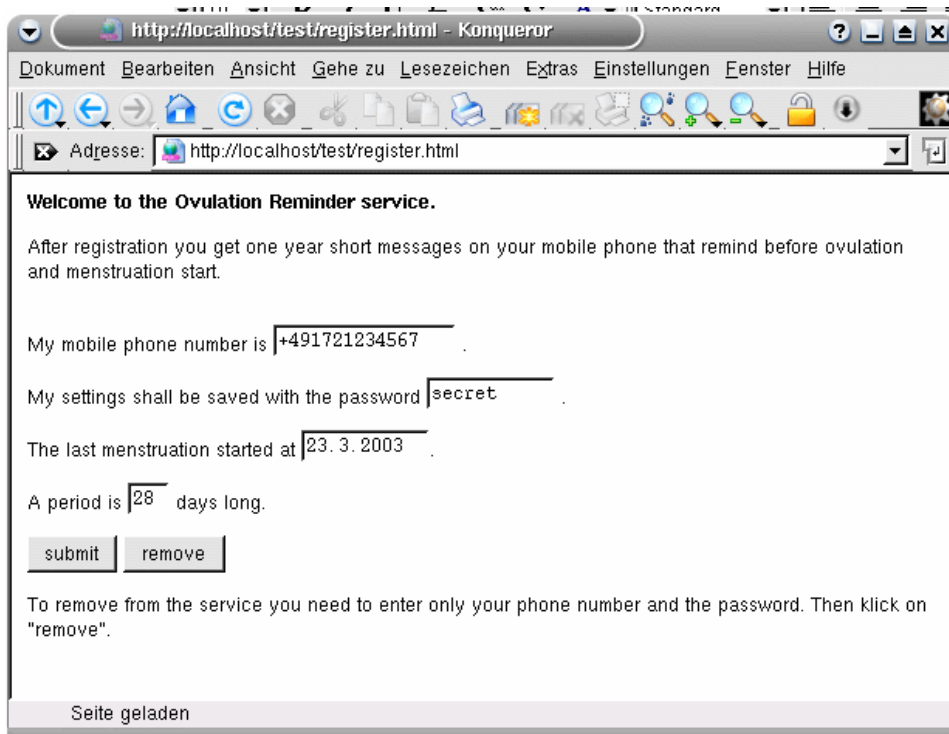 http://localhost/test/register.html - Konqueror
Dokument Bearbeiten Ansicht Gehe zu Lesezeichen Extras Einstellungen Fenster Hilfe
Adresse: http://localhost/test/register.html
Welcome to the Ovulation Reminder service.
After registration you get one year short messages on your mobile phone that remind before ovulation
and menstruation start.
My mobile phone number is +491721234567 .
My settings shall be saved with the password secret .
The last menstruation started at 23.3.2003 .
A period is 28 days long.
submit remove
To remove from the service you need to enter only your phone number and the password. Then klick on
"remove".
Seite geladen